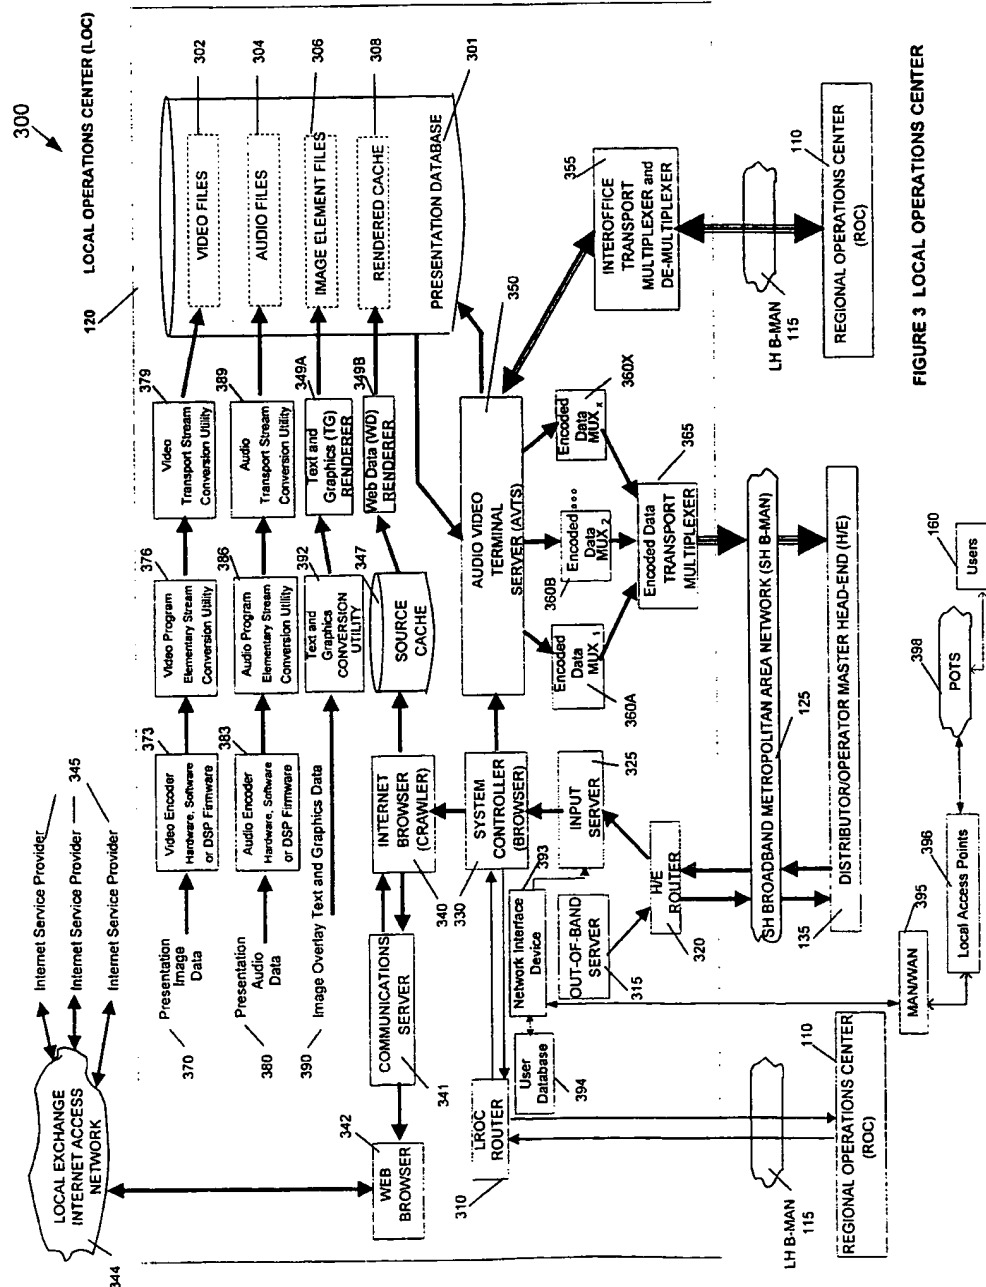 300
LOCAL OPERATIONS CENTER (LOC)
120
LOCAL EXCHANGE
INTERNET ACCESS
NETWORK
344
Internet Service Provider
Internet Service Provider
Internet Service Provider
345
Presentation
Image
Data
370
Video Encoder
Hardware, Software
or DSP Firmware
373
Video Program
Elementary Stream
Conversion Utility
376
Video
Transport Stream
Conversion Utility
379
VIDEO FILES
302
Presentation
Audio
Data
380
Audio Encoder
Hardware, Software
or DSP Firmware
383
Audio Program
Elementary Stream
Conversion Utility
386
Audio
Transport Stream
Conversion Utility
389
AUDIO FILES
304
390
Image Overlay Text and Graphics Data
Text and
Graphics
CONVERSION
UTILITY
392
Text and
Graphics (TG)
RENDERER
349A
IMAGE ELEMENT FILES
306
WEB
BROWSER
342
COMMUNICATIONS
SERVER
341
INTERNET
BROWSER
(CRAWLER)
340
SOURCE
CACHE
347
Web Data (WD)
RENDERER
349B
RENDERED CACHE
308
PRESENTATION DATABASE
301
LROC
ROUTER
310
SYSTEM
CONTROLLER
(BROWSER)
330
AUDIO VIDEO
TERMINAL
SERVER (AVTS)
350
User
Database
394
Network Interface
Device
393
OUT-OF-BAND
SERVER
315
INPUT
SERVER
325
H/E
ROUTER
320
Encoded
Data
MUX 1
360A
Encoded....
Data
MUX 2
360B
Encoded
Data
MUX x
360X
Encoded Data
TRANSPORT
MULTIPLEXER
365
INTEROFFICE
TRANSPORT
MULTIPLEXER and
DE-MULTIPLEXER
355
LH B-MAN
115
REGIONAL OPERATIONS CENTER
(ROC)
110
SH BROADBAND METROPOLITAN AREA NETWORK (SH B-MAN)
125
DISTRIBUTOR/OPERATOR MASTER HEAD-END (H/E)
135
LH B-MAN
115
REGIONAL OPERATIONS CENTER
(ROC)
110
MAN/WAN
395
Local Access Points
396
POTS
398
Users
160
FIGURE 3 LOCAL OPERATIONS CENTER